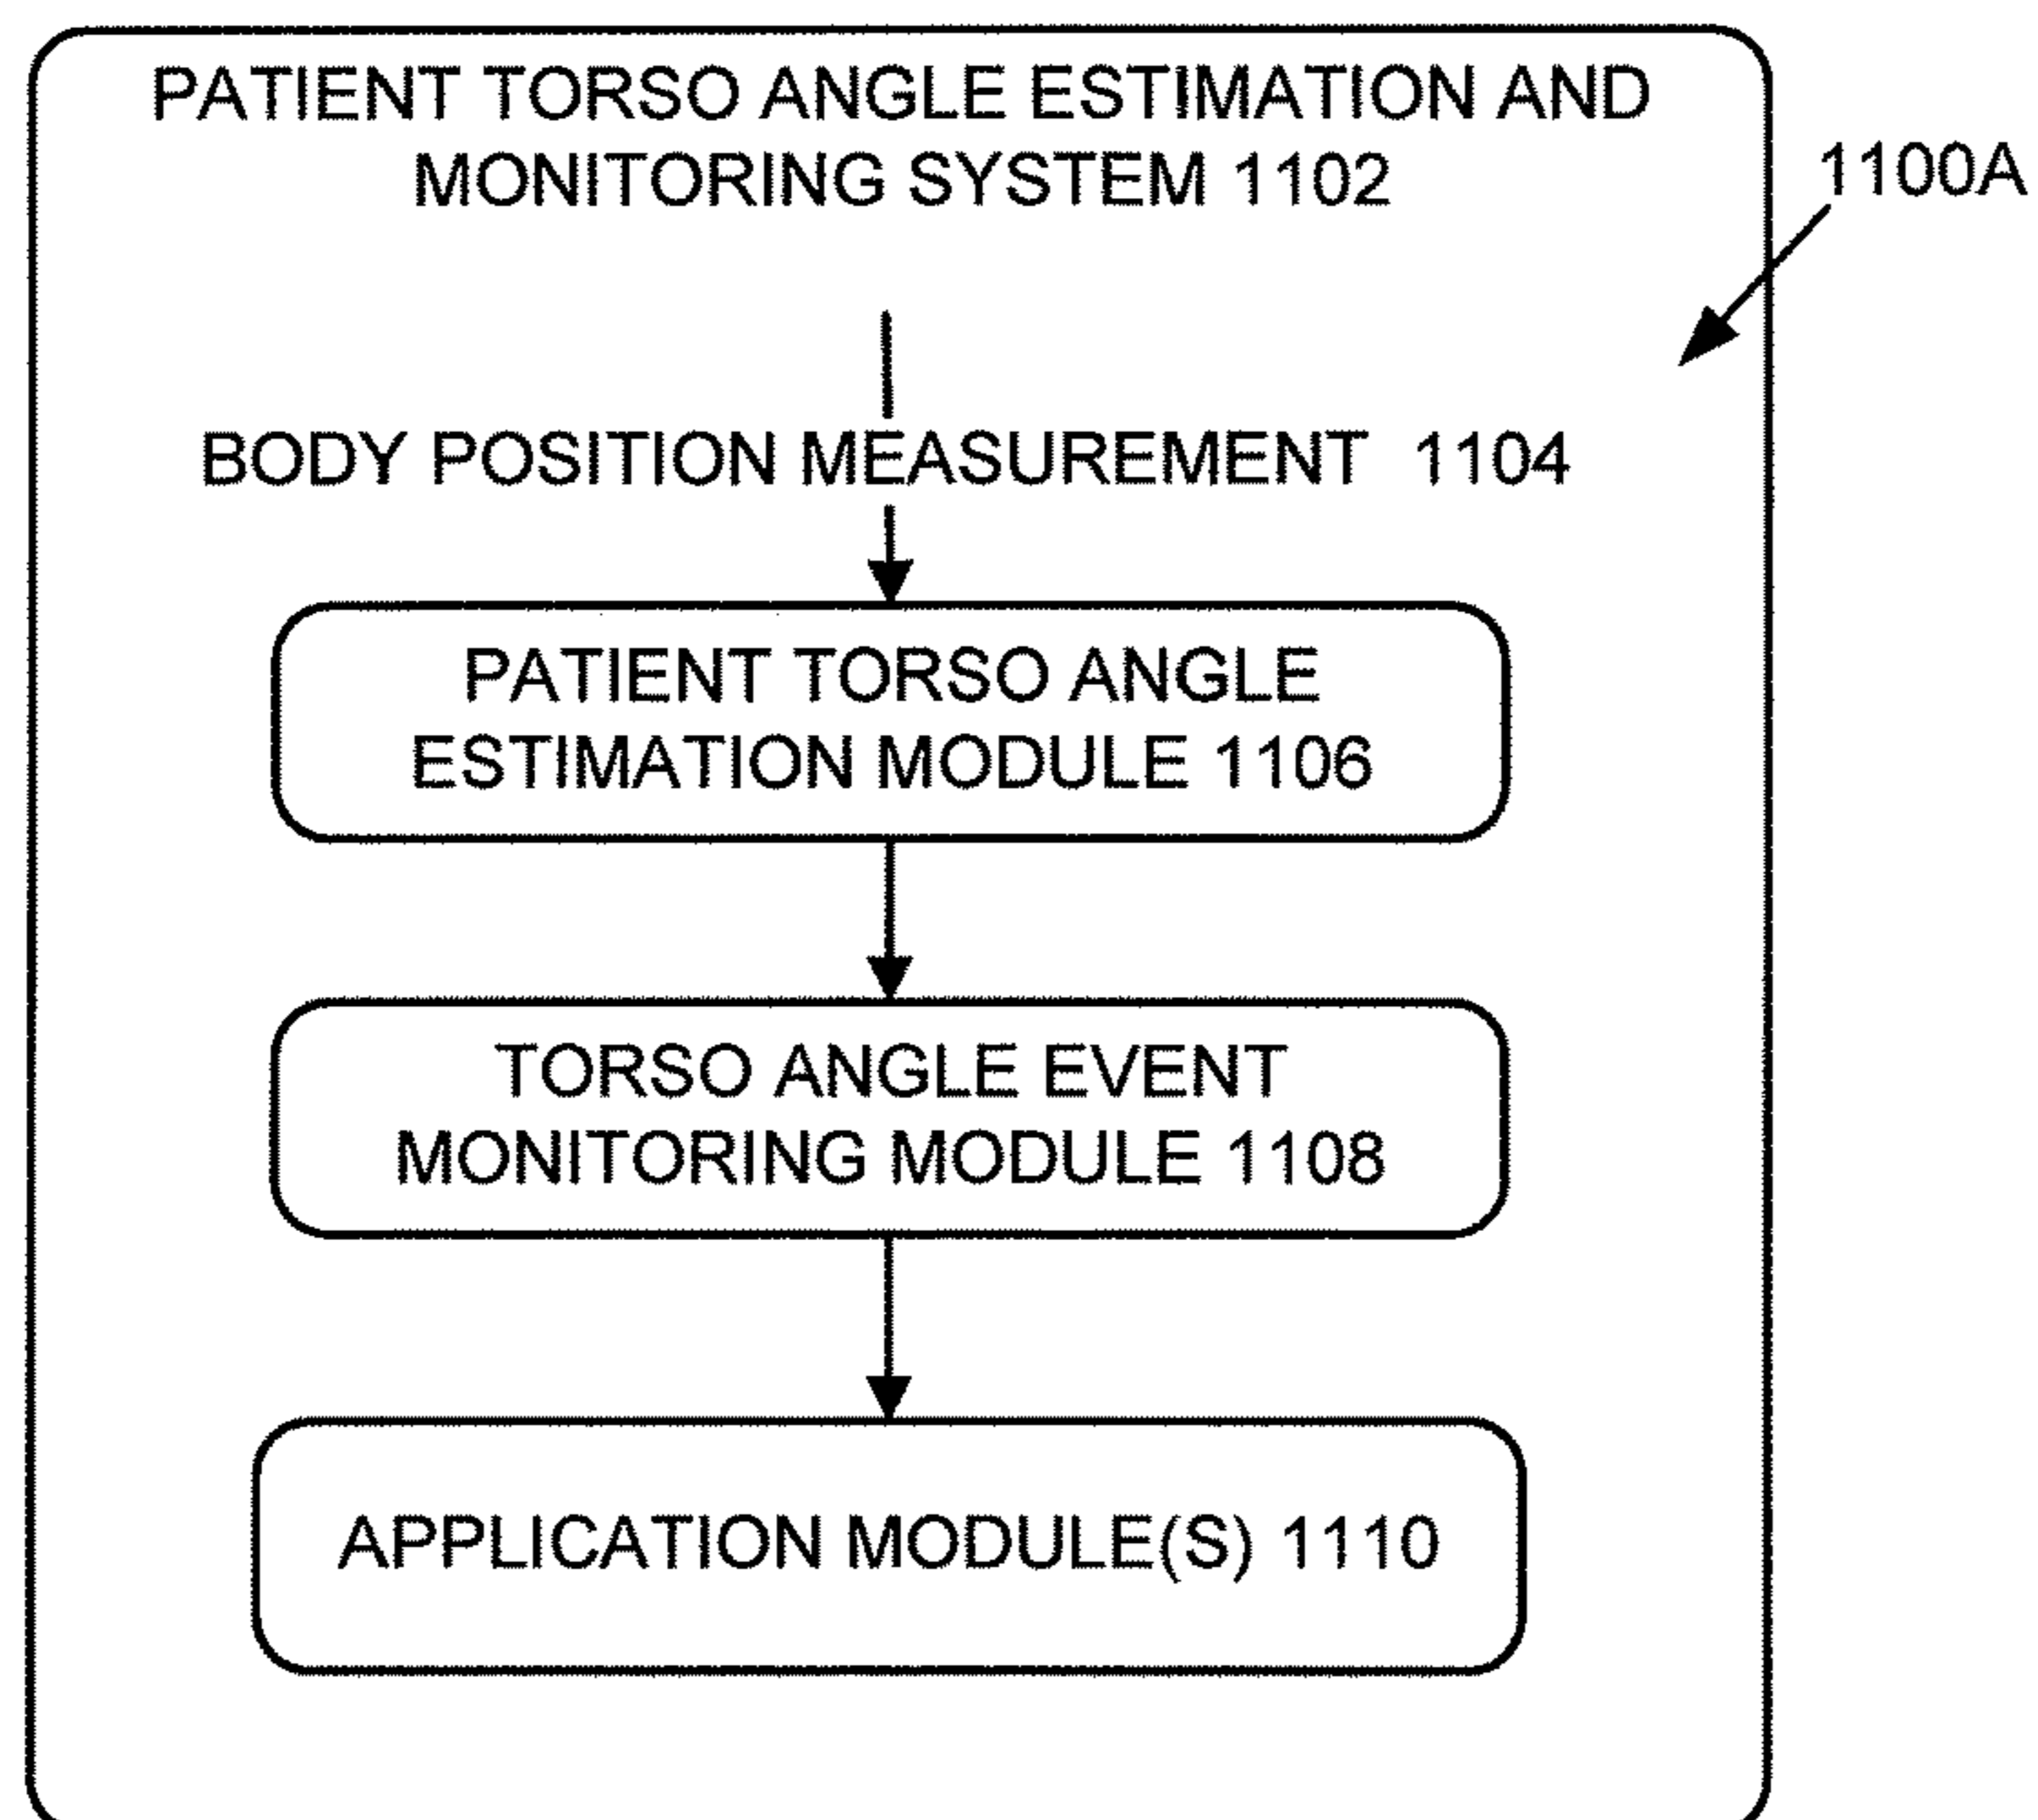 PATIENT TORSO ANGLE ESTIMATION AND
MONITORING SYSTEM 1102
1100A
BODY POSITION MEASUREMENT 1104
PATIENT TORSO ANGLE
ESTIMATION MODULE 1106
TORSO ANGLE EVENT
MONITORING MODULE 1108
APPLICATION MODULE(S) 1110